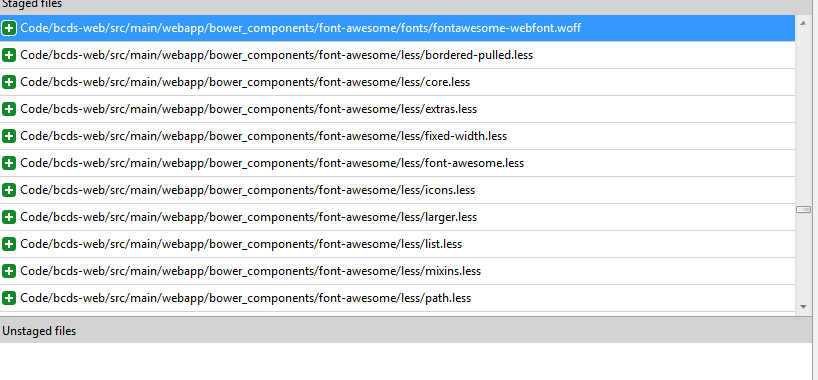 Staged files
Code/bcds-web/src/main/webapp/bower_components/font-awesome/fonts/fontawesome-webfont.woff
Code/bcds-web/src/main/webapp/bower_components/font-awesome/less/bordered-pulled.less
Code/bcds-web/src/main/webapp/bower_components/font-awesome/less/core.less
Code/bcds-web/src/main/webapp/bower_components/font-awesome/less/extras.less
Code/bcds-web/src/main/webapp/bower_components/font-awesome/less/fixed-width.less
Code/bcds-web/src/main/webapp/bower_components/font-awesome/less/font-awesome.less
Code/bcds-web/src/main/webapp/bower_components/font-awesome/less/icons.less
Code/bcds-web/src/main/webapp/bower_components/font-awesome/less/larger.less
Code/bcds-web/src/main/webapp/bower_components/font-awesome/less/list.less
Code/bcds-web/src/main/webapp/bower_components/font-awesome/less/mixins.less
Code/bcds-web/src/main/webapp/bower_components/font-awesome/less/path.less
Unstaged files